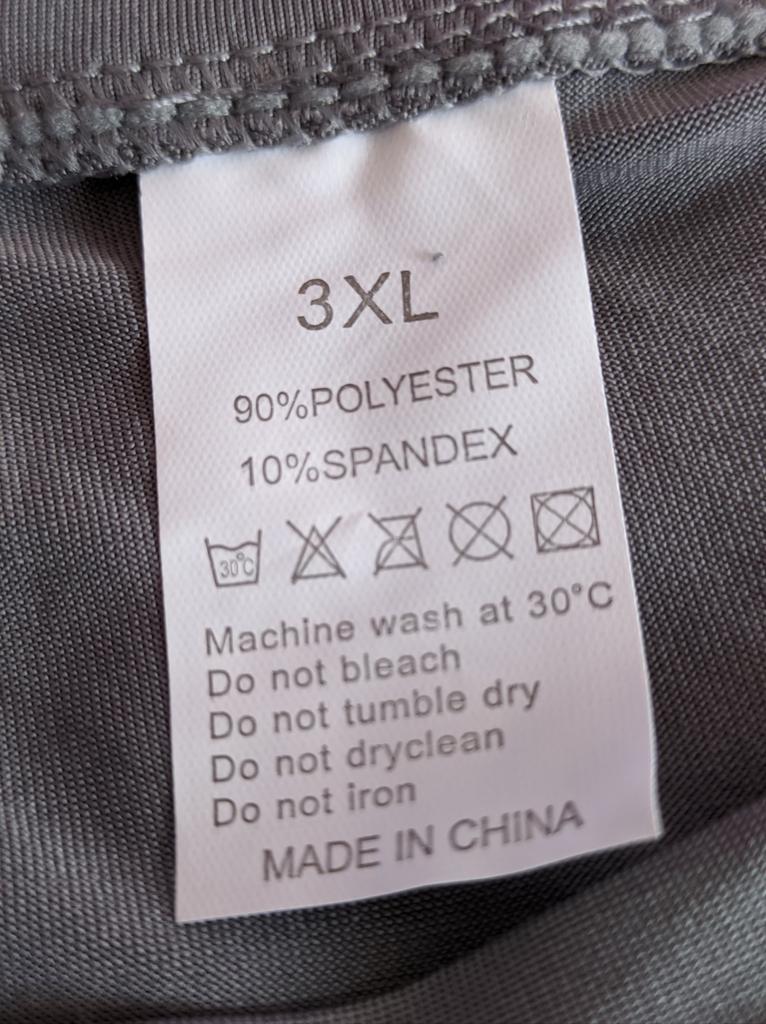 3XL
90%POLYESTER
10%SPANDEX
30°C
Machine wash at 30°C
Do not bleach
Do not tumble dry
Do not dryclean
Do not iron
MADE IN CHINA